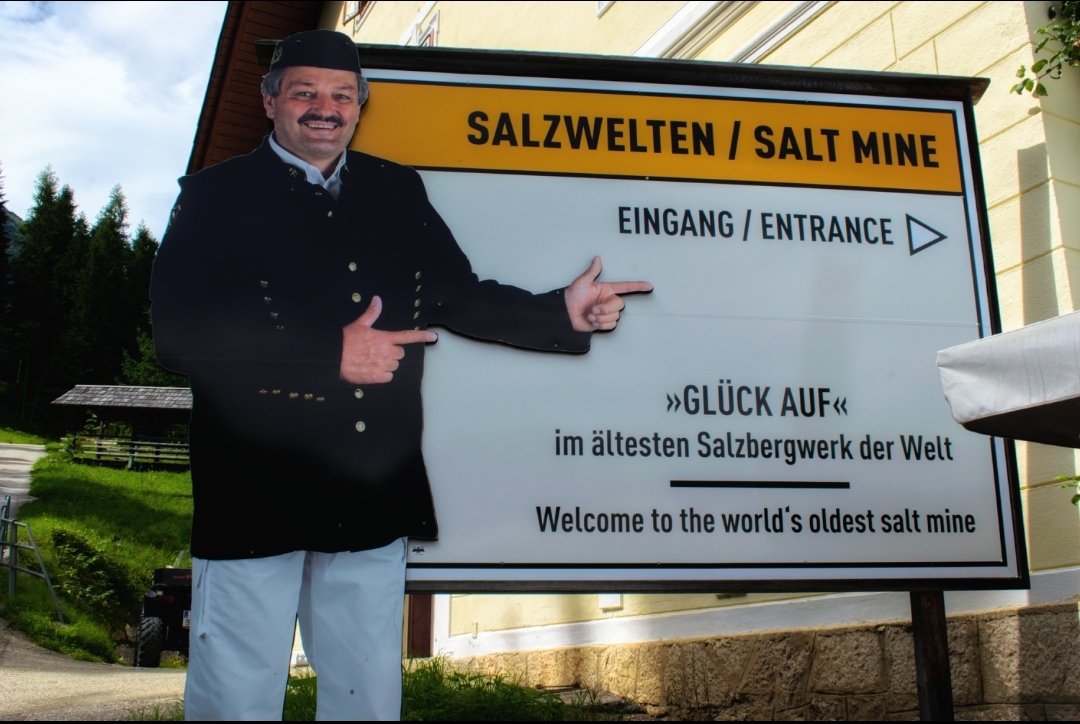 SALZWELTEN / SALT MINE
EINGANG / ENTRANCE
»GLÜCK AUF«
im ältesten Salzbergwerk der Welt
Welcome to the world‘s oldest salt mine